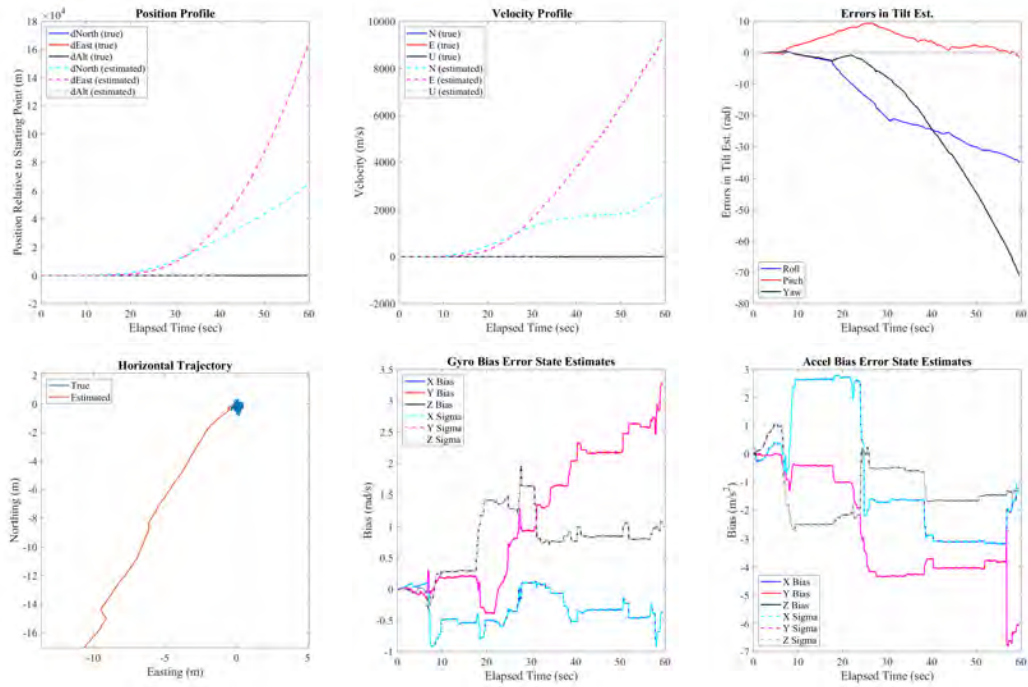 Position Profile
×10⁴
18
16
14
12
10
8
6
4
2
0
-2
dNorth (true)
dEast (true)
dAlt (true)
dNorth (estimated)
dEast (estimated)
dAlt (estimated)
Position Relative to Starting Point (m)
0 10 20 30 40 50 60
Elapsed Time (sec)
Velocity Profile
10000
8000
6000
4000
2000
0
-2000
N (true)
E (true)
U (true)
N (estimated)
E (estimated)
U (estimated)
Velocity (m/s)
0 10 20 30 40 50 60
Elapsed Time (sec)
Errors in Tilt Est.
10
0
-10
-20
-30
-40
-50
-60
-70
-80
Errors in Tilt Est. (rad)
Roll
Pitch
Yaw
0 10 20 30 40 50 60
Elapsed Time (sec)
Horizontal Trajectory
2
0
-2
-4
-6
-8
-10
-12
-14
-16
True
Estimated
Northing (m)
-10 -5 0 5
Easting (m)
Gyro Bias Error State Estimates
3.5
3
2.5
2
1.5
1
0.5
0
-0.5
-1
X Bias
Y Bias
Z Bias
X Sigma
Y Sigma
Z Sigma
Bias (rad/s)
0 10 20 30 40 50 60
Elapsed Time (sec)
Accel Bias Error State Estimates
3
2
1
0
-1
-2
-3
-4
-5
-6
-7
Bias (m/s²)
X Bias
Y Bias
Z Bias
X Sigma
Y Sigma
Z Sigma
0 10 20 30 40 50 60
Elapsed Time (sec)